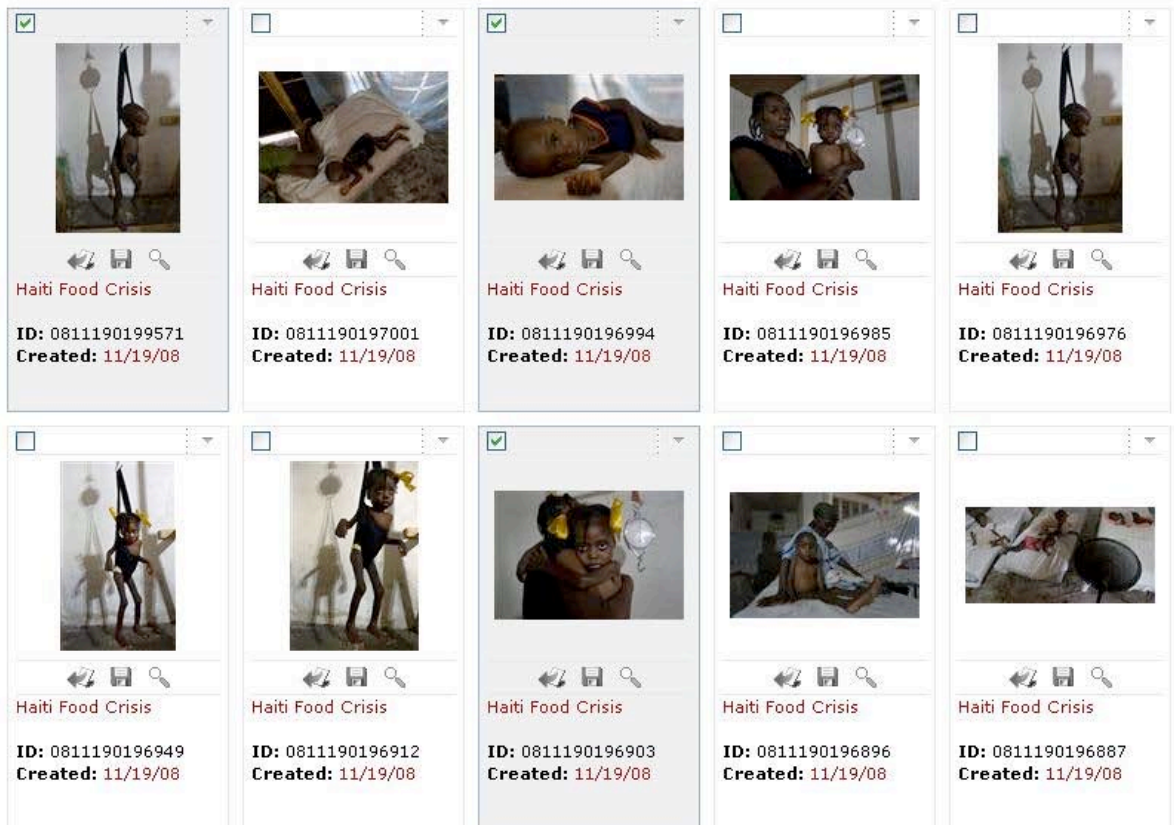 Haiti Food Crisis
ID: 0811190199571
Created: 11/19/08
Haiti Food Crisis
ID: 0811190197001
Created: 11/19/08
Haiti Food Crisis
ID: 0811190196994
Created: 11/19/08
Haiti Food Crisis
ID: 0811190196985
Created: 11/19/08
Haiti Food Crisis
ID: 0811190196976
Created: 11/19/08
Haiti Food Crisis
ID: 0811190196949
Created: 11/19/08
Haiti Food Crisis
ID: 0811190196912
Created: 11/19/08
Haiti Food Crisis
ID: 0811190196903
Created: 11/19/08
Haiti Food Crisis
ID: 0811190196896
Created: 11/19/08
Haiti Food Crisis
ID: 0811190196887
Created: 11/19/08